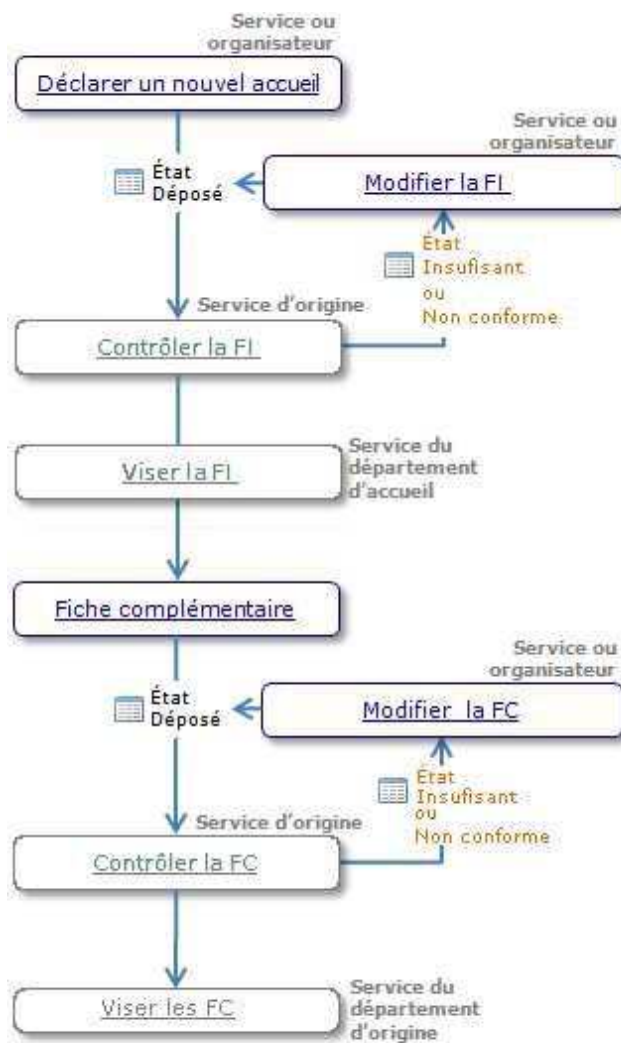 Service ou
organisateur
Déclarer un nouvel accueil
Service ou
organisateur
État
Déposé
Modifier la FI
État
Insufisant
ou
Non conforme
Service d'origine
Contrôler la FI
Service du
département
d'accueil
Viser la FI
Fiche complémentaire
Service ou
organisateur
État
Déposé
Modifier la FC
État
Insufisant
ou
Non conforme
Service d'origine
Contrôler la FC
Viser les FC
Service du
département
d'origine